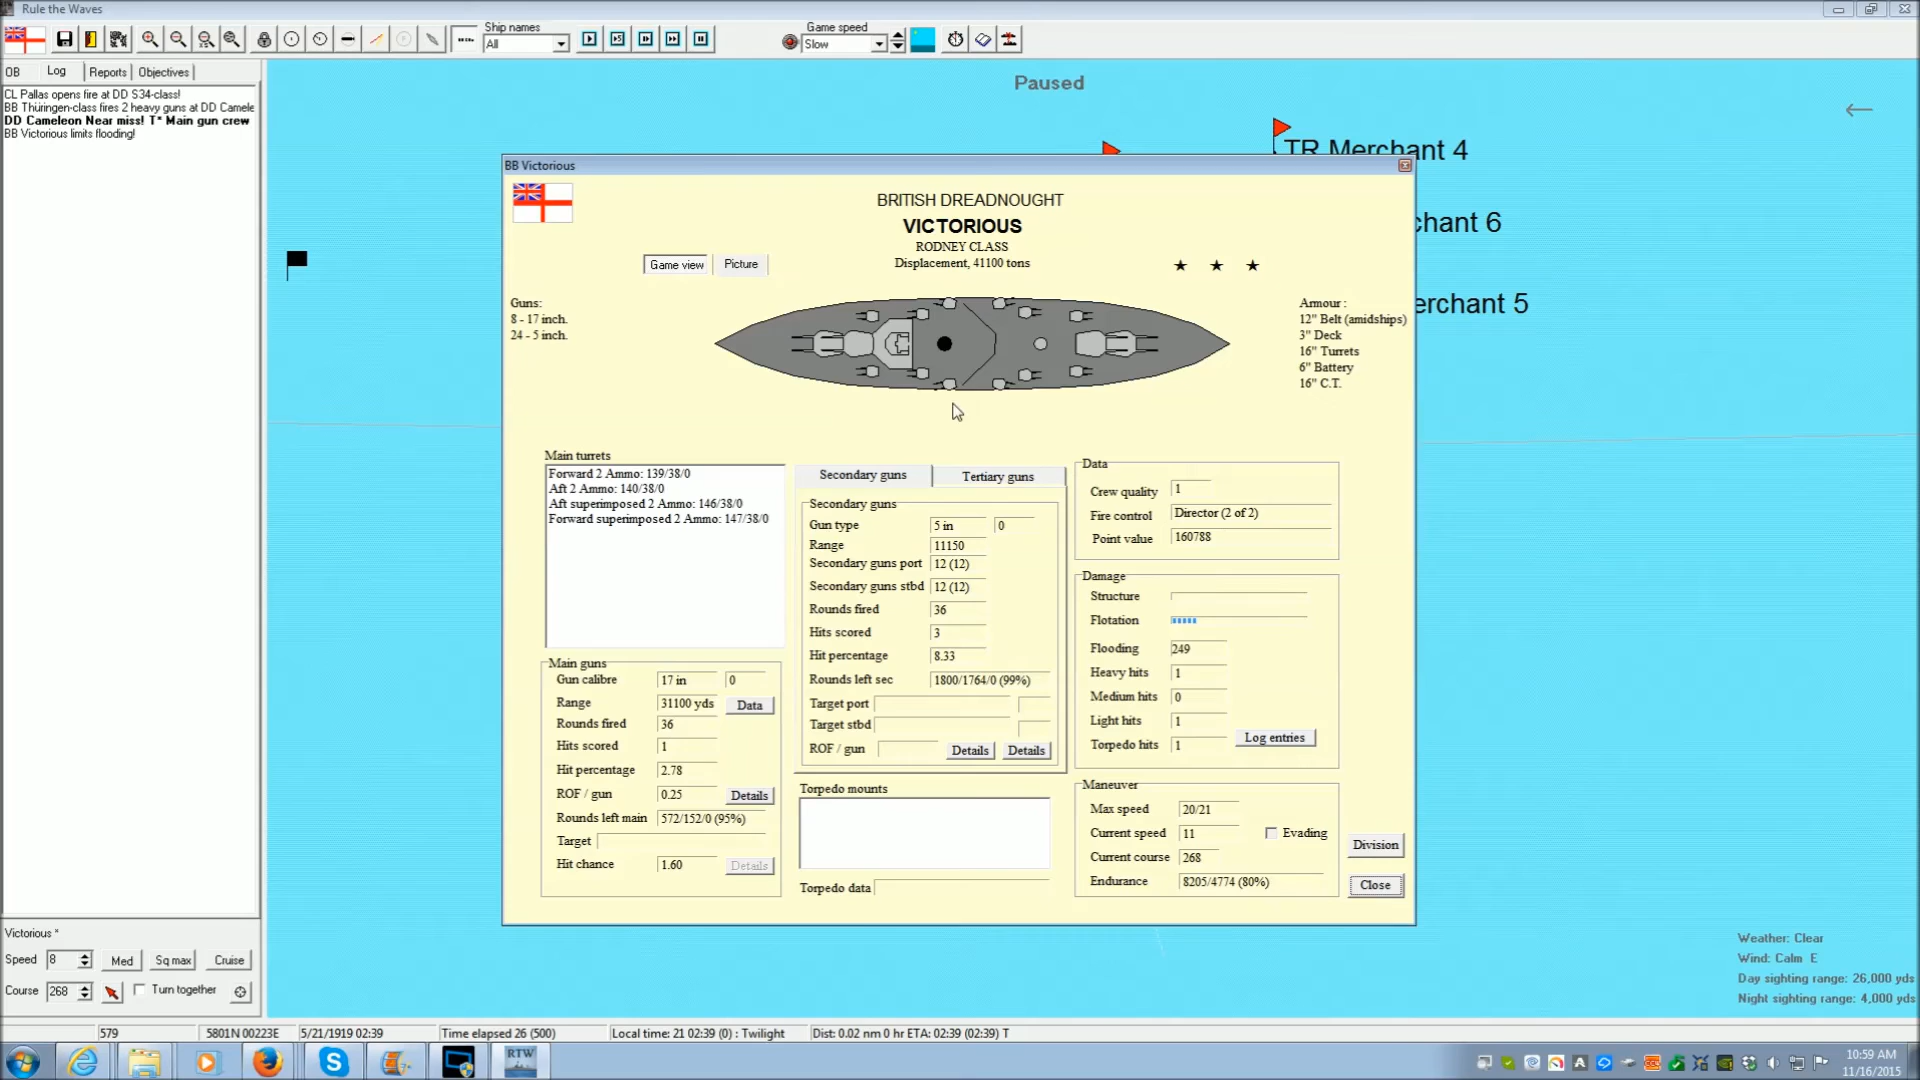 Rule the Waves
Ship names
All
Game speed
Slow
OB Log Reports Objectives
CL Pallas opens fire at DD S34-class!
BB Thüringen-class fires 2 heavy guns at DD Camele
DD Cameleon Near miss! T* Main gun crew
BB Victorious limits flooding!
Paused
TR Merchant 4
chant 6
erchant 5
BB Victorious
BRITISH DREADNOUGHT
VICTORIOUS
RODNEY CLASS
Displacement, 41100 tons
Game view Picture
Guns:
8 - 17 inch.
24 - 5 inch.
Armour :
12" Belt (amidships)
3" Deck
16" Turrets
6" Battery
16" C.T.
Main turrets
Forward 2 Ammo: 139/38/0
Aft 2 Ammo: 140/38/0
Aft superimposed 2 Ammo: 146/38/0
Forward superimposed 2 Ammo: 147/38/0
Main guns
Gun calibre 17 in 0
Range 31100 yds Data
Rounds fired 36
Hits scored 1
Hit percentage 2.78
ROF / gun 0.25 Details
Rounds left main 572/152/0 (95%)
Target
Hit chance 1.60 Details
Secondary guns Tertiary guns
Secondary guns
Gun type 5 in 0
Range 11150
Secondary guns port 12 (12)
Secondary guns stbd 12 (12)
Rounds fired 36
Hits scored 3
Hit percentage 8.33
Rounds left sec 1800/1764/0 (99%)
Target port
Target stbd
ROF / gun Details Details
Torpedo mounts
Torpedo data
Data
Crew quality 1
Fire control Director (2 of 2)
Point value 160788
Damage
Structure
Flotation
Flooding 249
Heavy hits 1
Medium hits 0
Light hits 1
Torpedo hits 1 Log entries
Maneuver
Max speed 20/21
Current speed 11 Evading
Current course 268
Endurance 8205/4774 (80%)
Division
Close
Victorious *
Speed 8 Med Sq max Cruise
Course 268 Turn together
Weather: Clear
Wind: Calm E
Day sighting range: 26,000 yds
Night sighting range: 4,000 yds
579 5801N 00223E 5/21/1919 02:39 Time elapsed 26 (500) Local time: 21 02:39 (0) : Twilight Dist: 0.02 nm 0 hr ETA: 02:39 (02:39) T
RTW
10:59 AM
11/16/2015